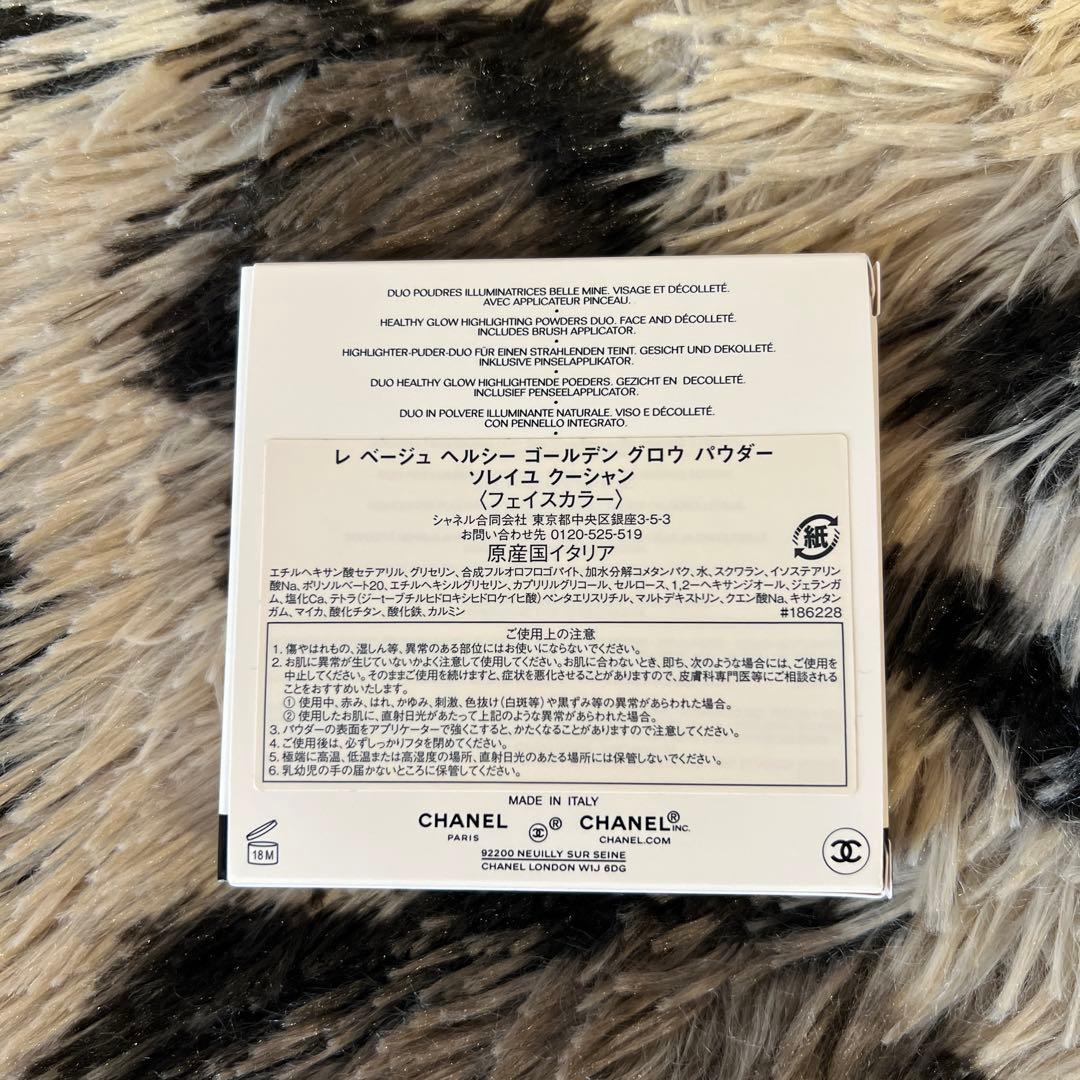 DUO POUDRES ILLUMINATRICES BELLE MINE. VISAGE ET DÉCOLLETÉ.
AVEC APPLICATEUR PINCEAU.
HEALTHY GLOW HIGHLIGHTING POWDERS DUO. FACE AND DÉCOLLETÉ.
INCLUDES BRUSH APPLICATOR.
HIGHLIGHTER-PUDER-DUO FÜR EINEN STRAHLENDEN TEINT. GESICHT UND DEKOLLETÉ.
INKLUSIVE PINSELAPPLIKATOR.
DUO HEALTHY GLOW HIGHLIGHTENDE POEDERS. GEZICHT EN DECOLLETÉ.
INCLUSIEF PENSEELAPPLICATOR.
DUO IN POLVERE ILLUMINANTE NATURALE. VISO E DÉCOLLETÉ.
CON PENNELLO INTEGRATO.
レ ベージュ ヘルシー ゴールデン グロウ パウダー
ソレイユ クーシャン
〈フェイスカラー〉
シャネル合同会社 東京都中央区銀座3-5-3
お問い合わせ先 0120-525-519
原産国イタリア
紙
エチルヘキサン酸セテアリル、グリセリン、合成フルオロフロゴパイト、加水分解コメタンパク、水、スクワラン、イソステアリン
酸Na、ポリソルベート20、エチルヘキシルグリセリン、カプリリルグリコール、セルロース、1,2-ヘキサンジオール、ジェランガ
ム、塩化Ca、テトラ(ジ-t-ブチルヒドロキシヒドロケイヒ酸)ペンタエリスリチル、マルトデキストリン、クエン酸Na、キサンタン
ガム、マイカ、酸化チタン、酸化鉄、カルミン #186228
ご使用上の注意
1. 傷やはれもの、湿しん等、異常のある部位にはお使いにならないでください。
2. お肌に異常が生じていないかよく注意して使用してください。お肌に合わないとき、即ち、次のような場合には、ご使用を
中止してください。そのままご使用を続けますと、症状を悪化させることがありますので、皮膚科専門医等にご相談される
ことをおすすめいたします。
① 使用中、赤み、はれ、かゆみ、刺激、色抜け(白斑等)や黒ずみ等の異常があらわれた場合。
② 使用したお肌に、直射日光があたって上記のような異常があらわれた場合。
3. パウダーの表面をアプリケーターで強くこすると、かたくなることがありますので注意してください。
4. ご使用後は、必ずしっかりフタを閉めてください。
5. 極端に高温、低温または高湿度の場所、直射日光のあたる場所には保管しないでください。
6. 乳幼児の手の届かないところに保管してください。
MADE IN ITALY
CHANEL ® CHANEL® INC.
PARIS CHANEL.COM
92200 NEUILLY SUR SEINE
CHANEL LONDON W1J 6DG
18 M